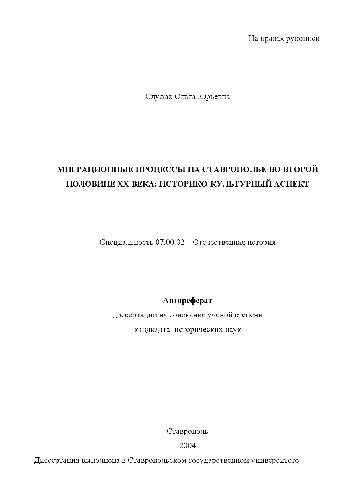 На правах рукописи
Ольга Юрьевна
МИГРАЦИОННЫЕ ПРОЦЕССЫ НА СТАВРОПОЛЬЕ ВО ВТОРОЙ
ПОЛОВИНЕ XX ВЕКА: ИСТОРИКО-КУЛЬТУРНЫЙ АСПЕКТ
Специальность 07.00.02 – Отечественная история
Автореферат
диссертации на соискание ученой степени
кандидата исторических наук
Ставрополь
2004
Диссертация выполнена в Ставропольском государственном университете